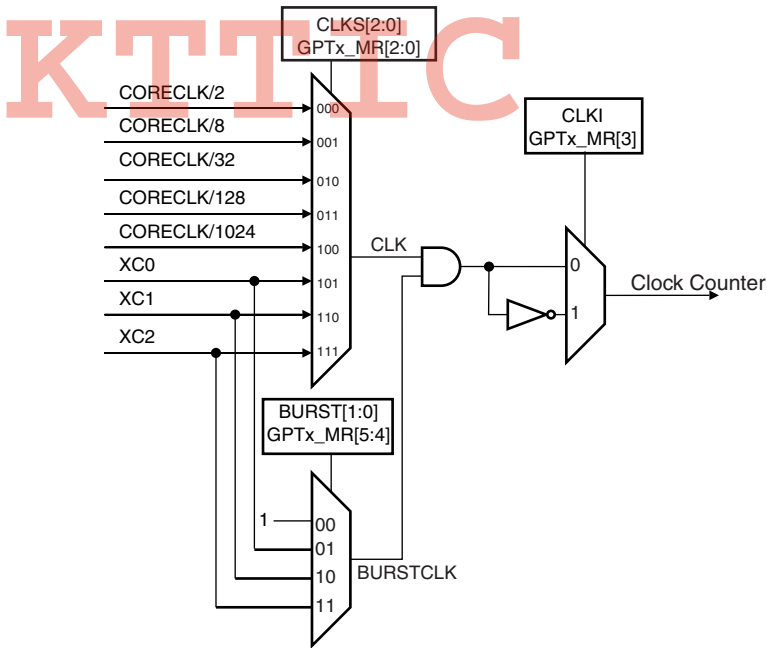 KTTIC
CLKS[2:0]
GPTx_MR[2:0]
CORECLK/2
000
CORECLK/8
001
CORECLK/32
010
CORECLK/128
011
CORECLK/1024
100
XC0
101
XC1
110
XC2
111
CLK
CLKI
GPTx_MR[3]
0
1
Clock Counter
BURST[1:0]
GPTx_MR[5:4]
1
00
01
10
11
BURSTCLK